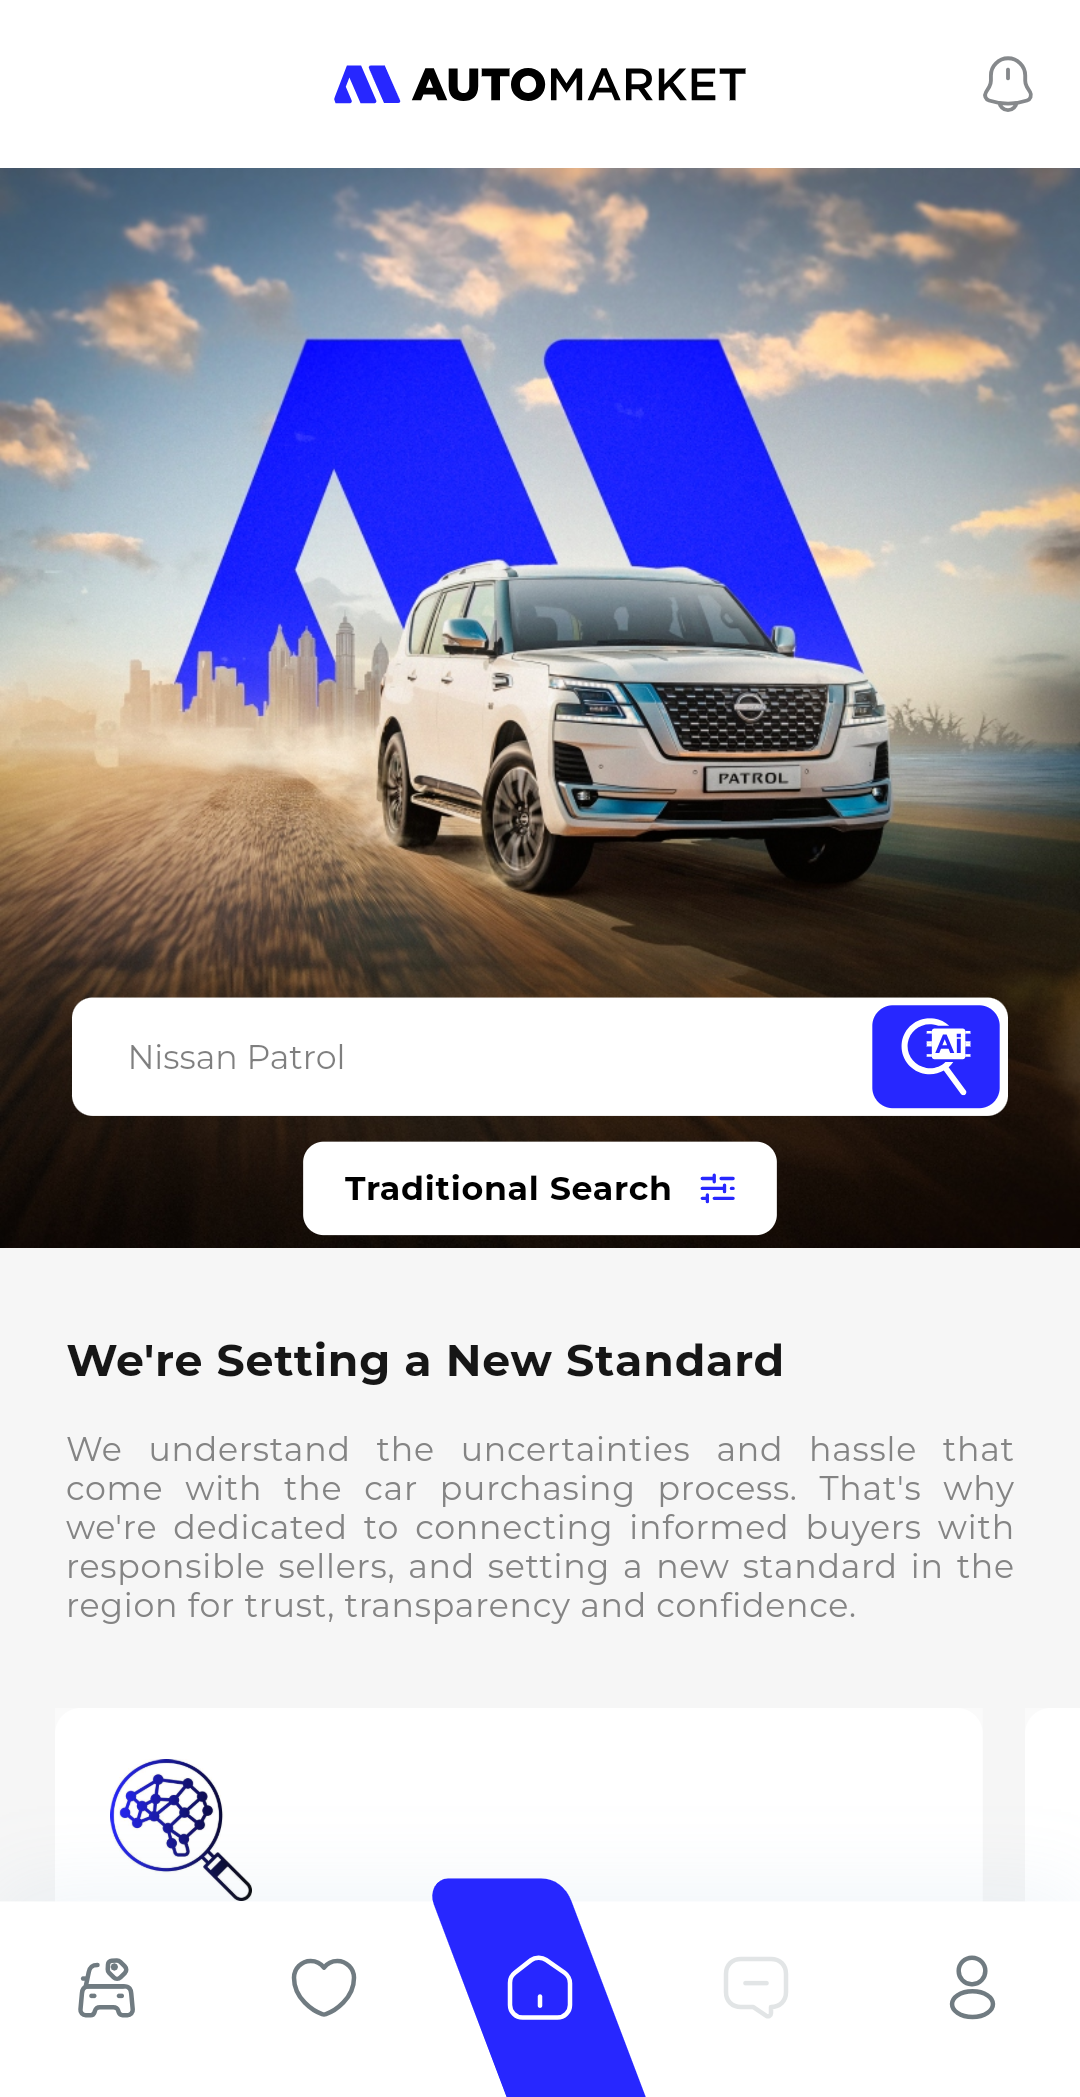 AUTOMARKET
PATROL
Nissan Patrol
Ai
Traditional Search
We're Setting a New Standard
We understand the uncertainties and hassle that
come with the car purchasing process. That's why
we're dedicated to connecting informed buyers with
responsible sellers, and setting a new standard in the
region for trust, transparency and confidence.